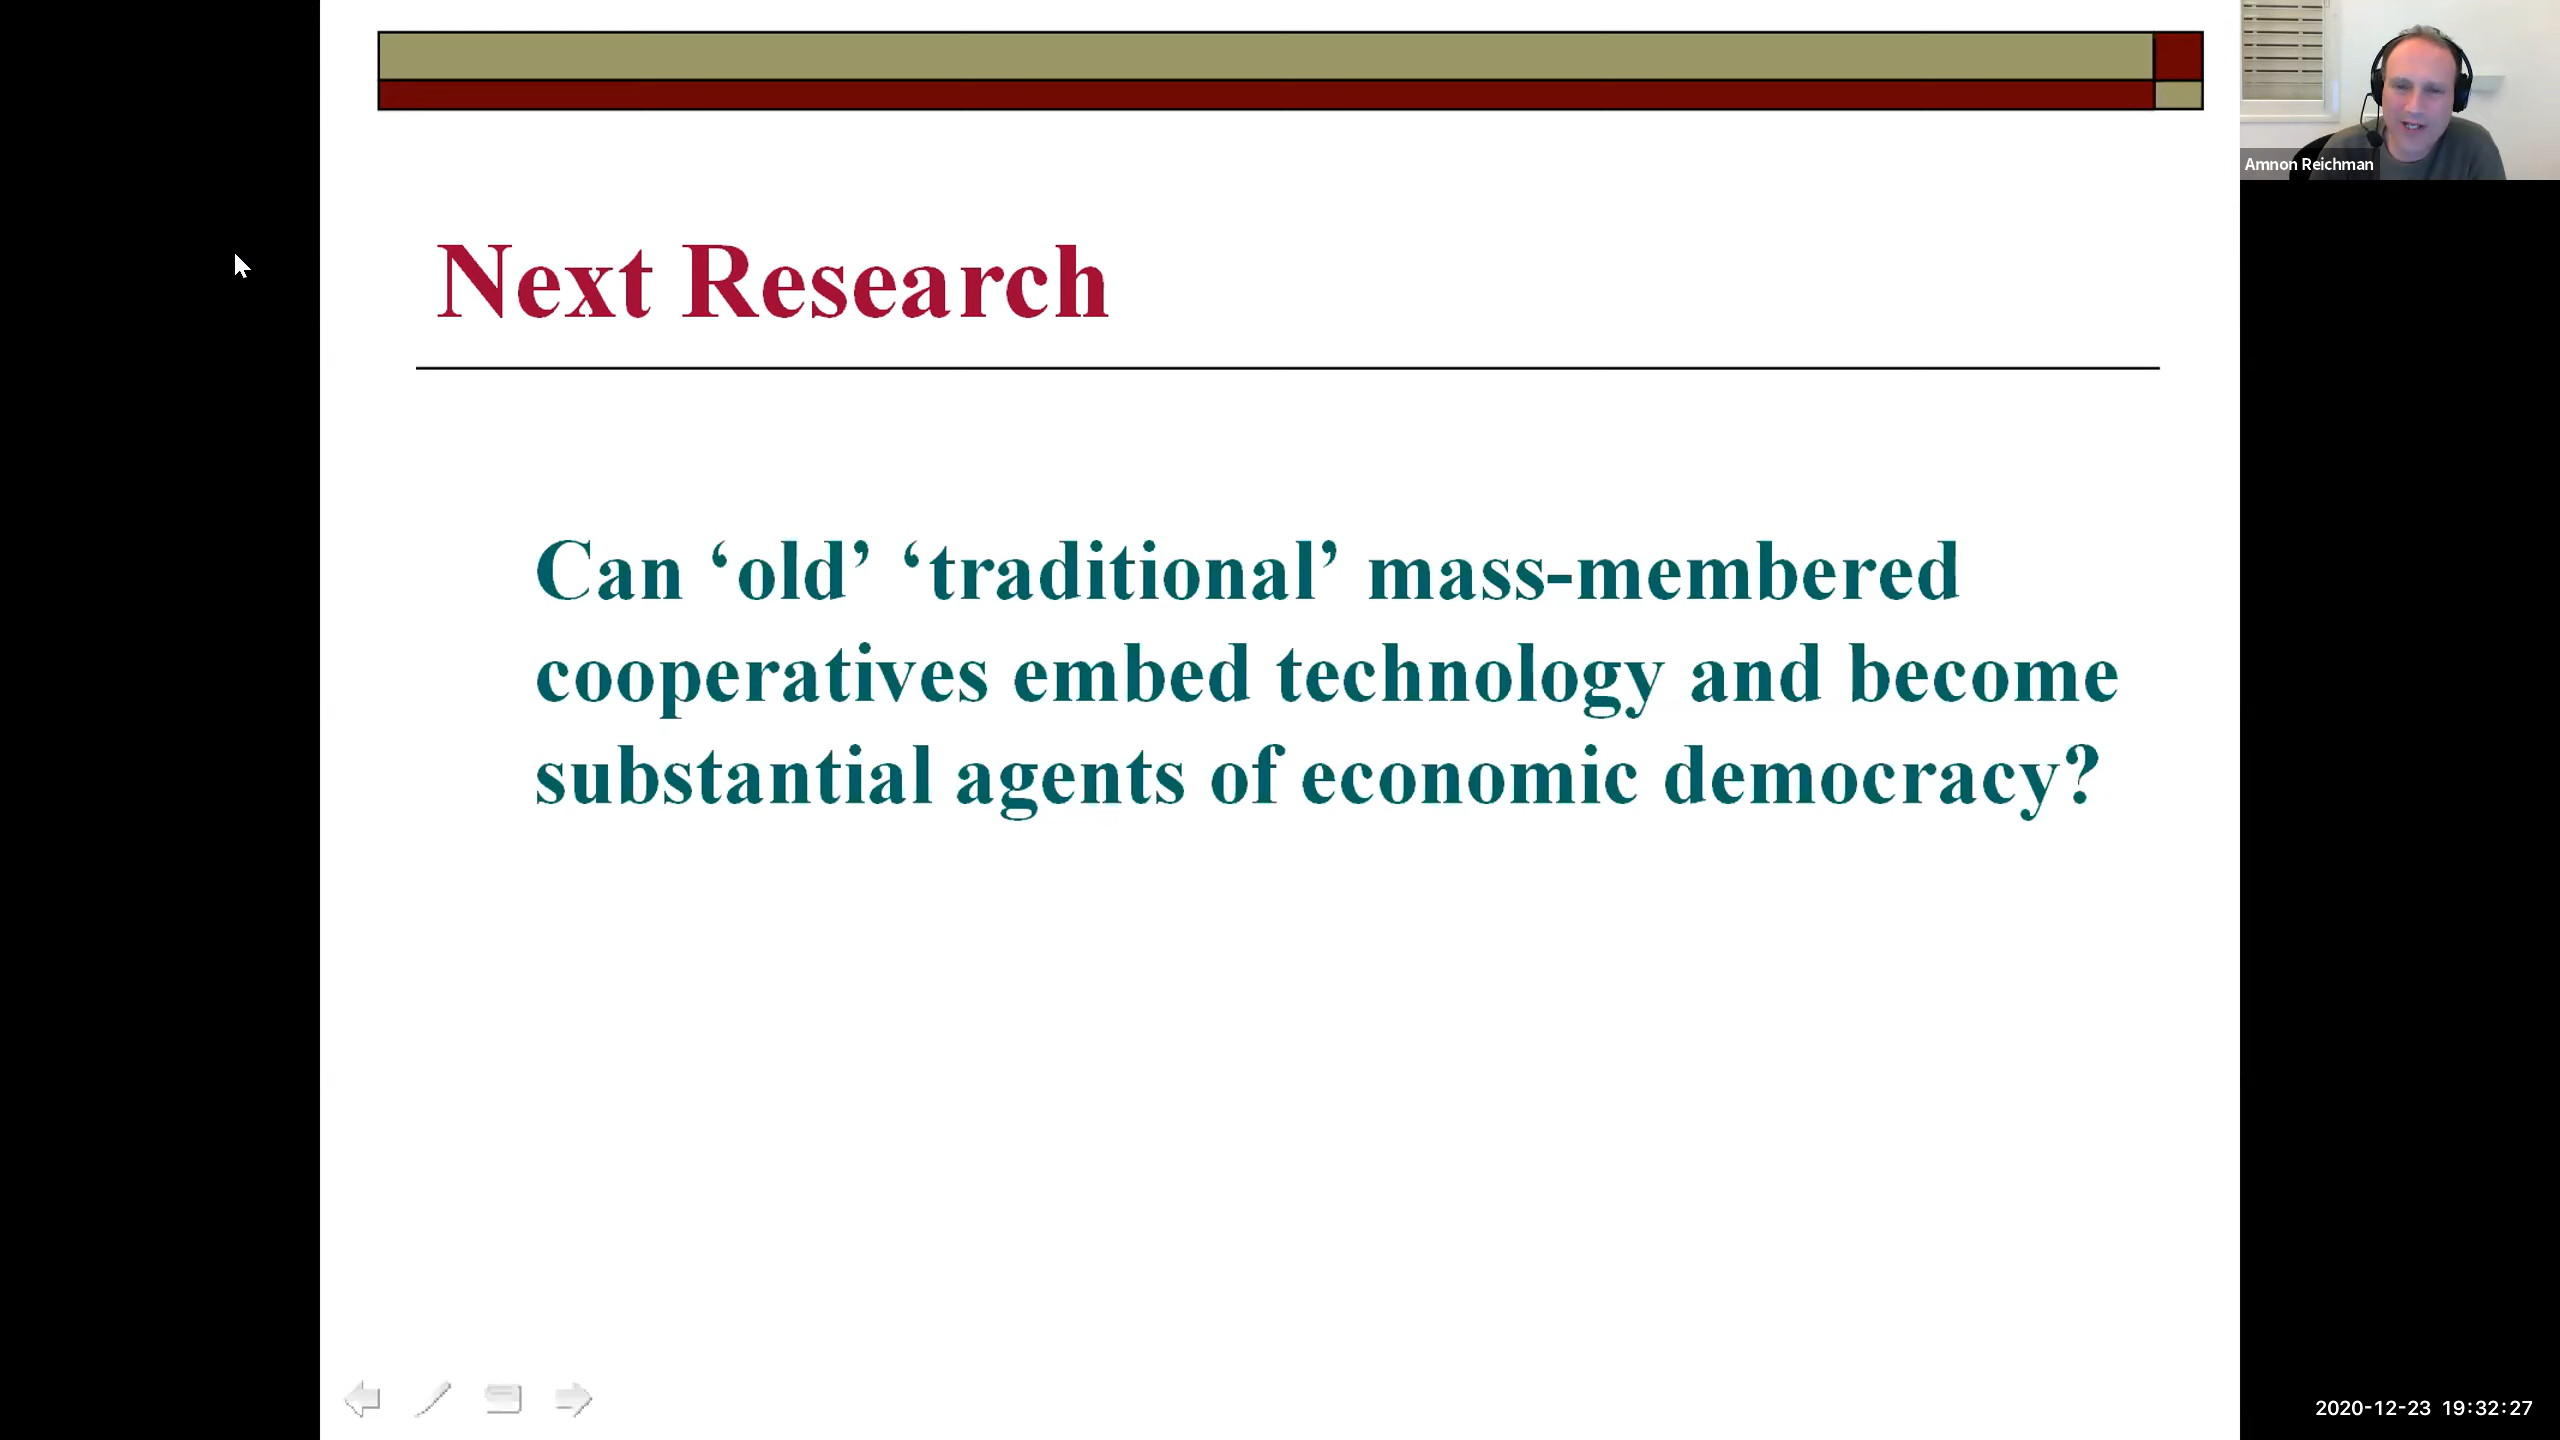 Amnon Reichman
Next Research
Can ‘old’ ‘traditional’ mass-membered
cooperatives embed technology and become
substantial agents of economic democracy?
2020-12-23 19:32:27